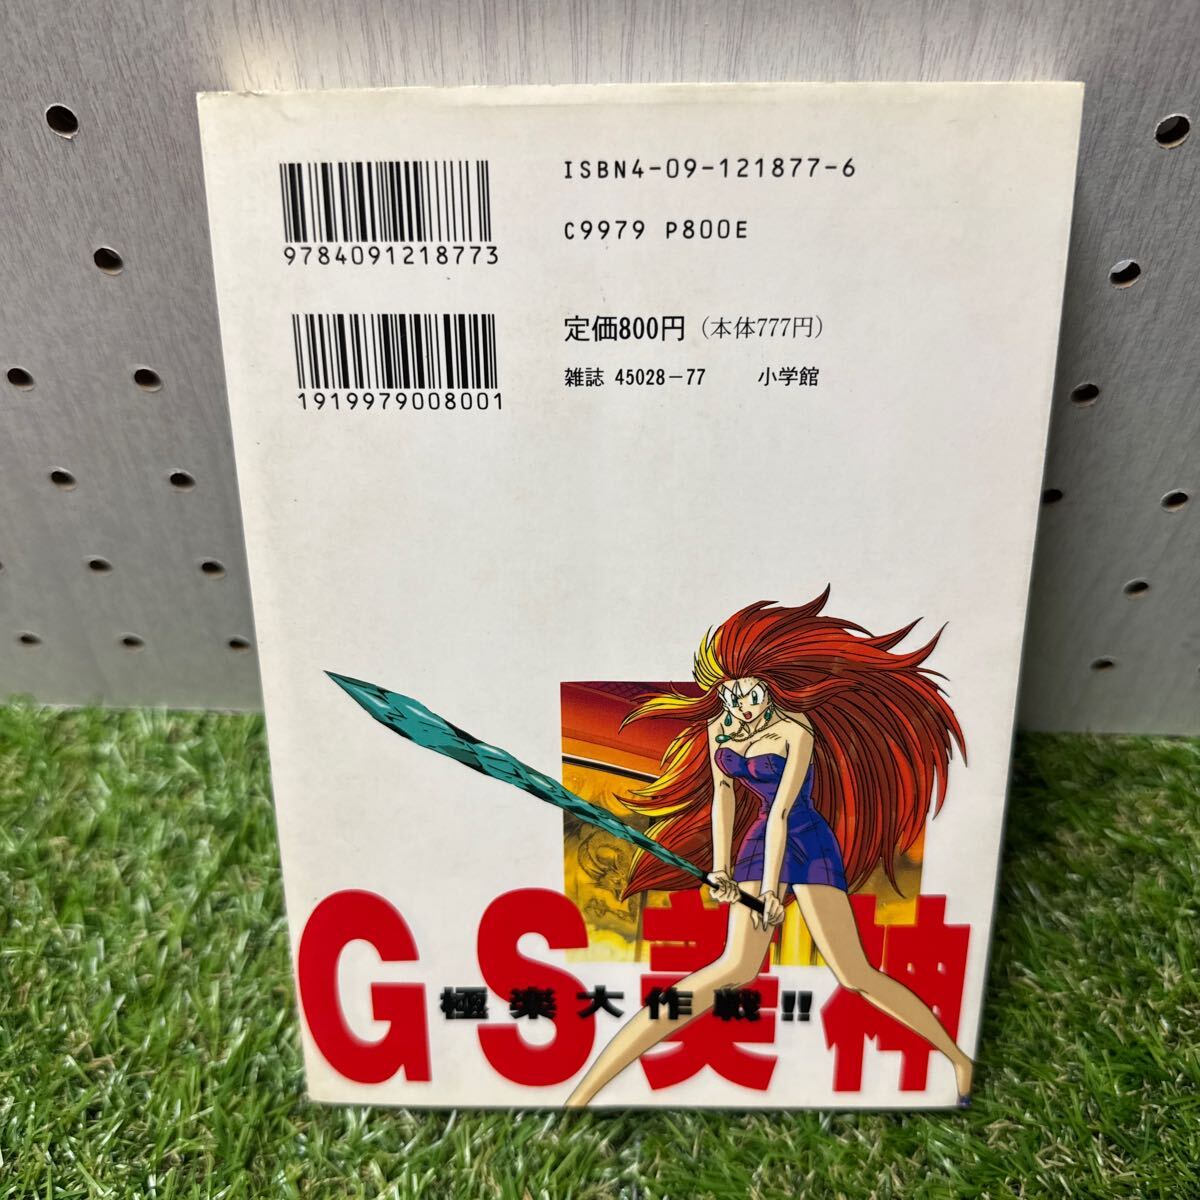 ISBN4-09-121877-6
9784091218773
C9979 P800E
定価800円（本体777円）
1919979008001
雑誌 45028-77 小学館
GS美神
極楽大作戦!!